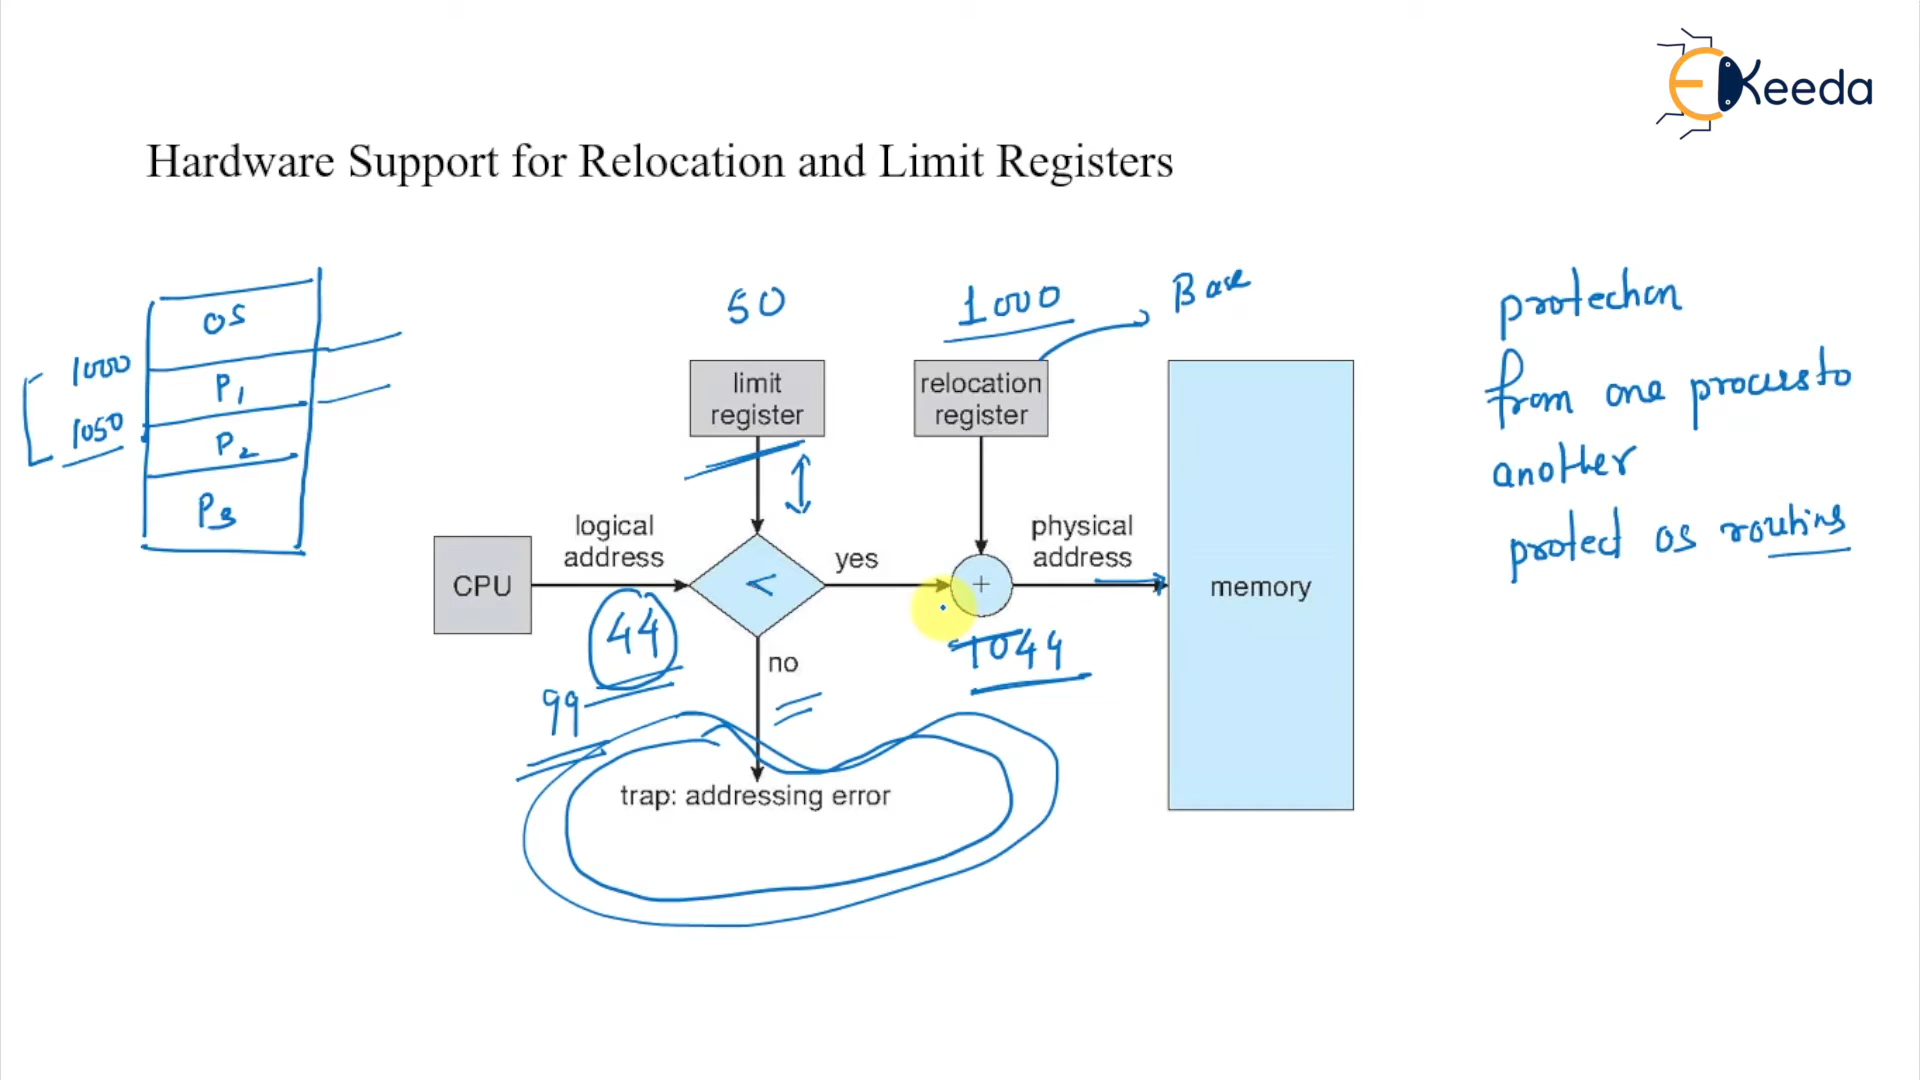 EKeeda
Hardware Support for Relocation and Limit Registers
OS
1000
P1
1050
P2
P3
50
1000
Base
limit
register
relocation
register
logical
address
CPU
<
yes
+
physical
address
memory
44
99
no
1044
trap: addressing error
protection
from one process to
another
protect os routins